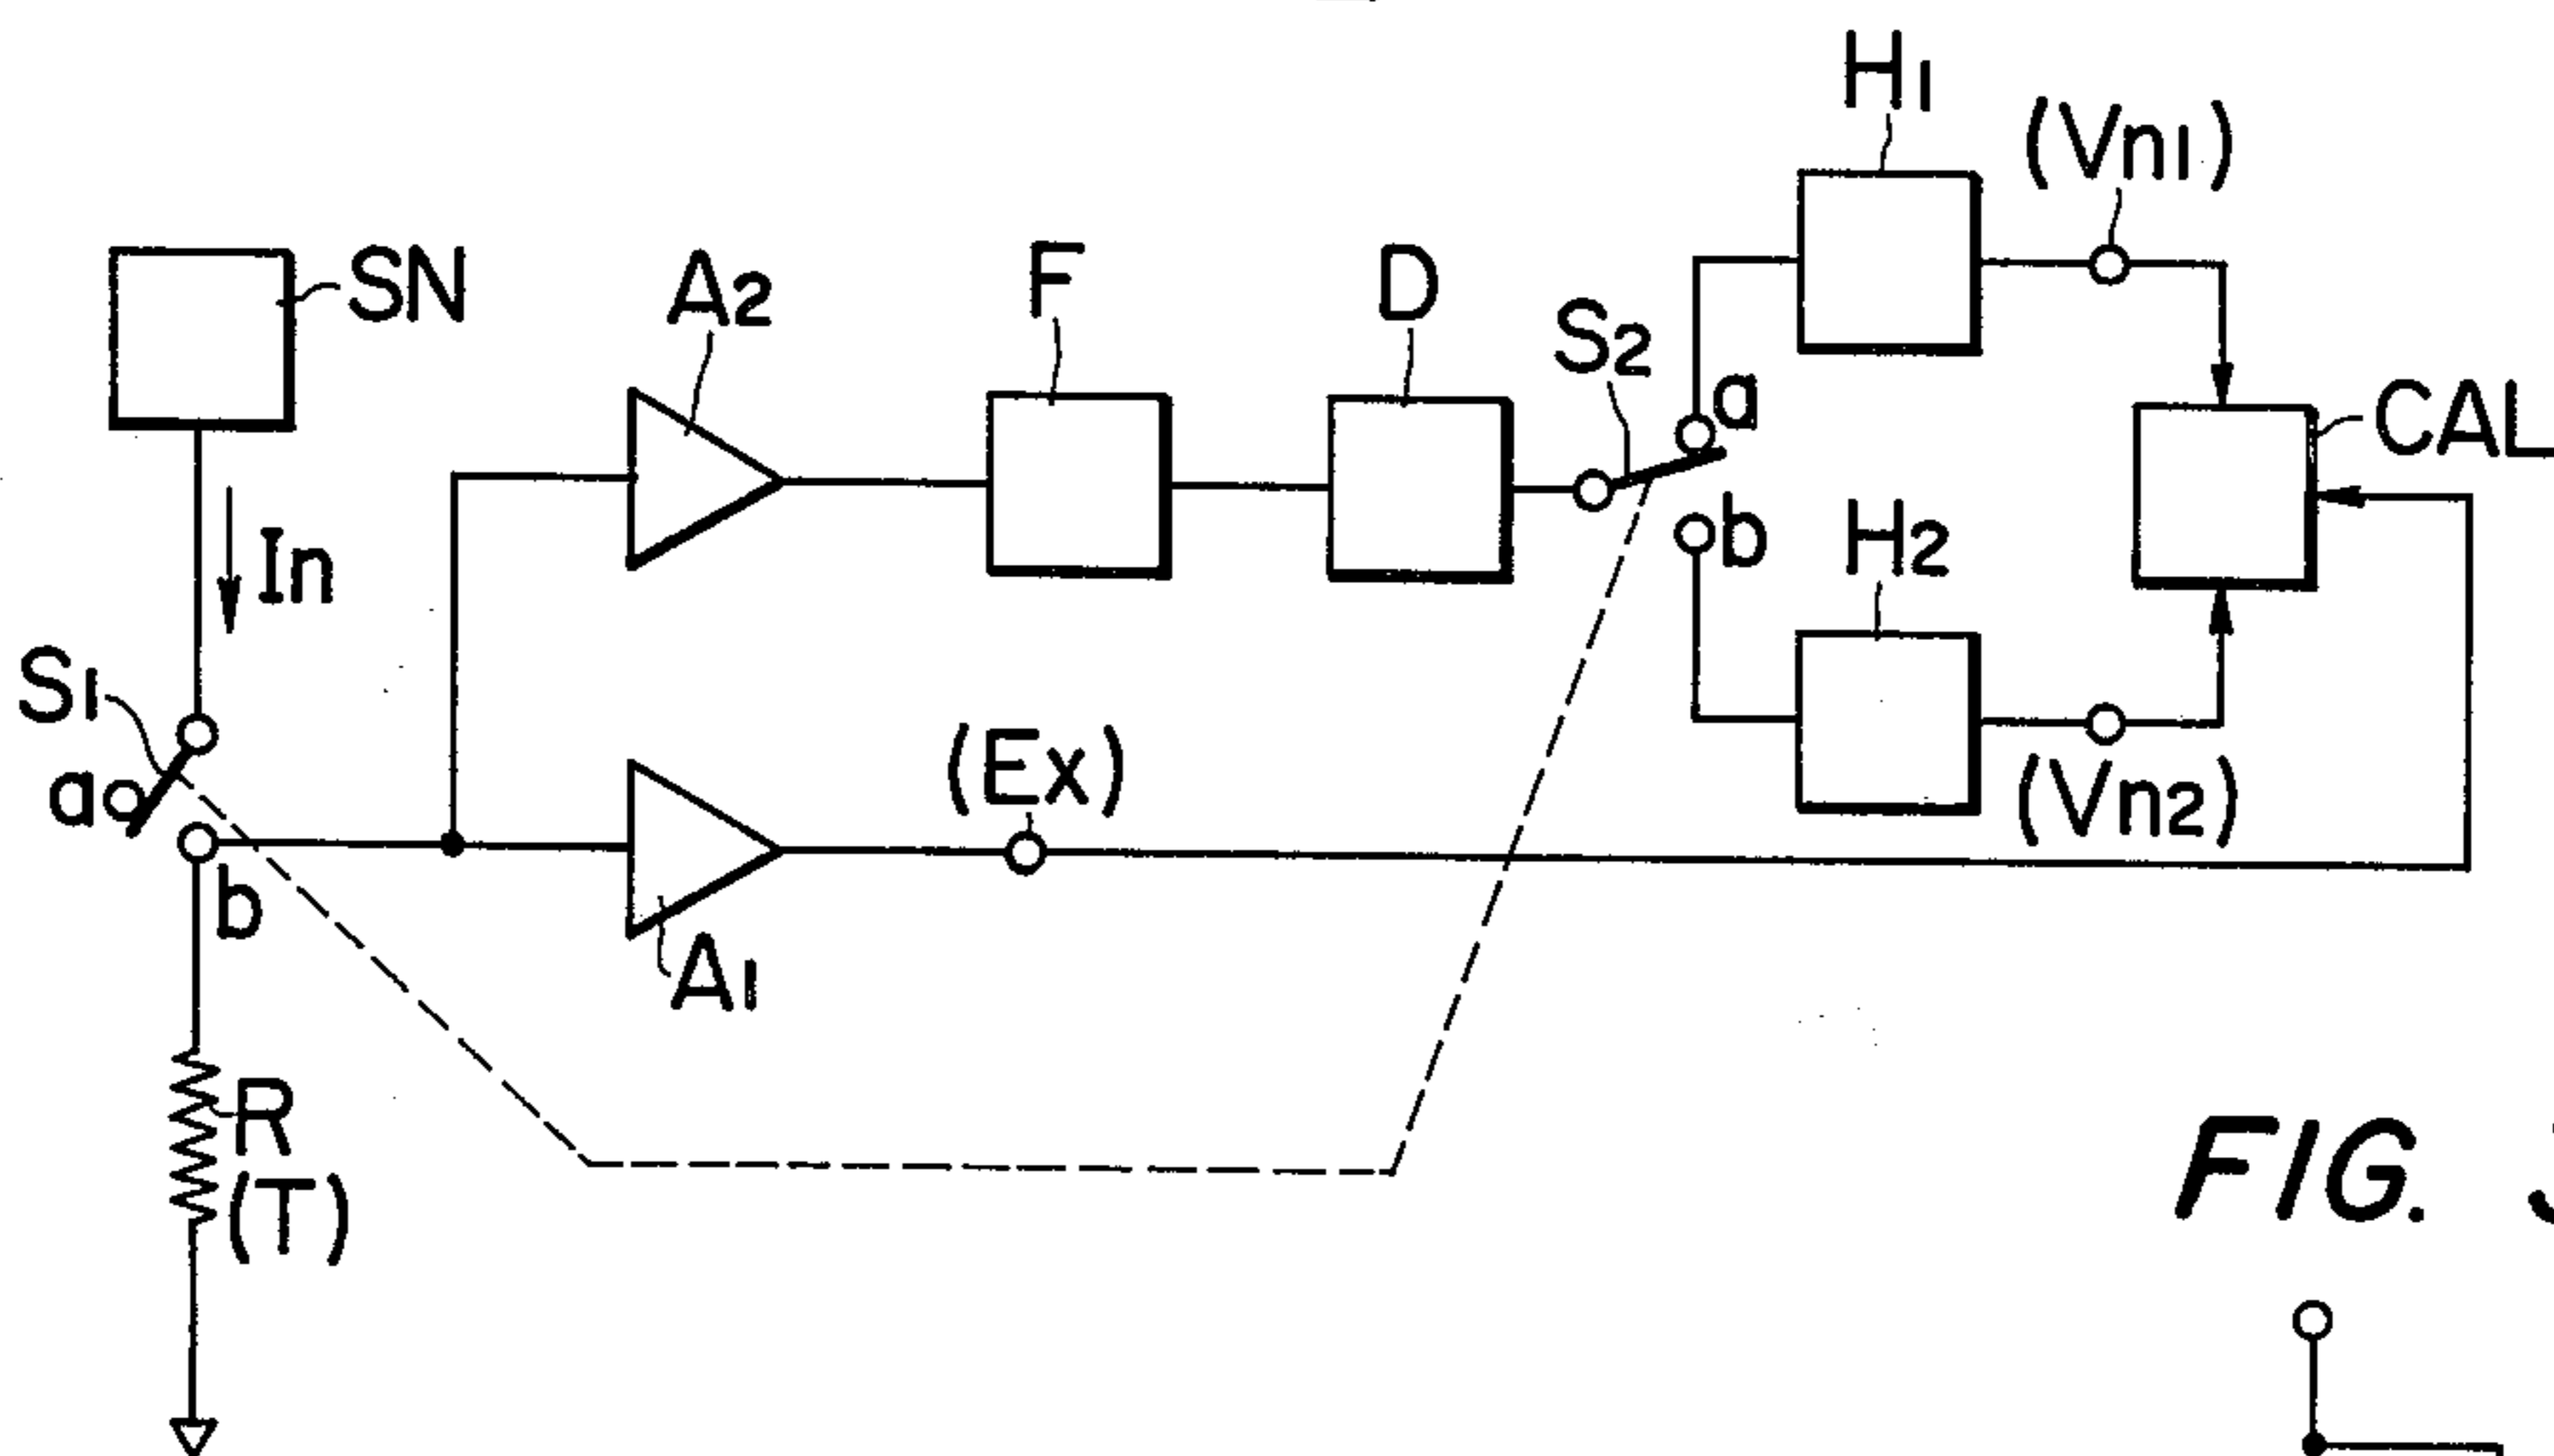 H1
(Vn1)
SN
A2
F
D
S2
a
CAL
In
b
H2
S1
a
(Ex)
(Vn2)
b
A1
R
(T)
FIG.